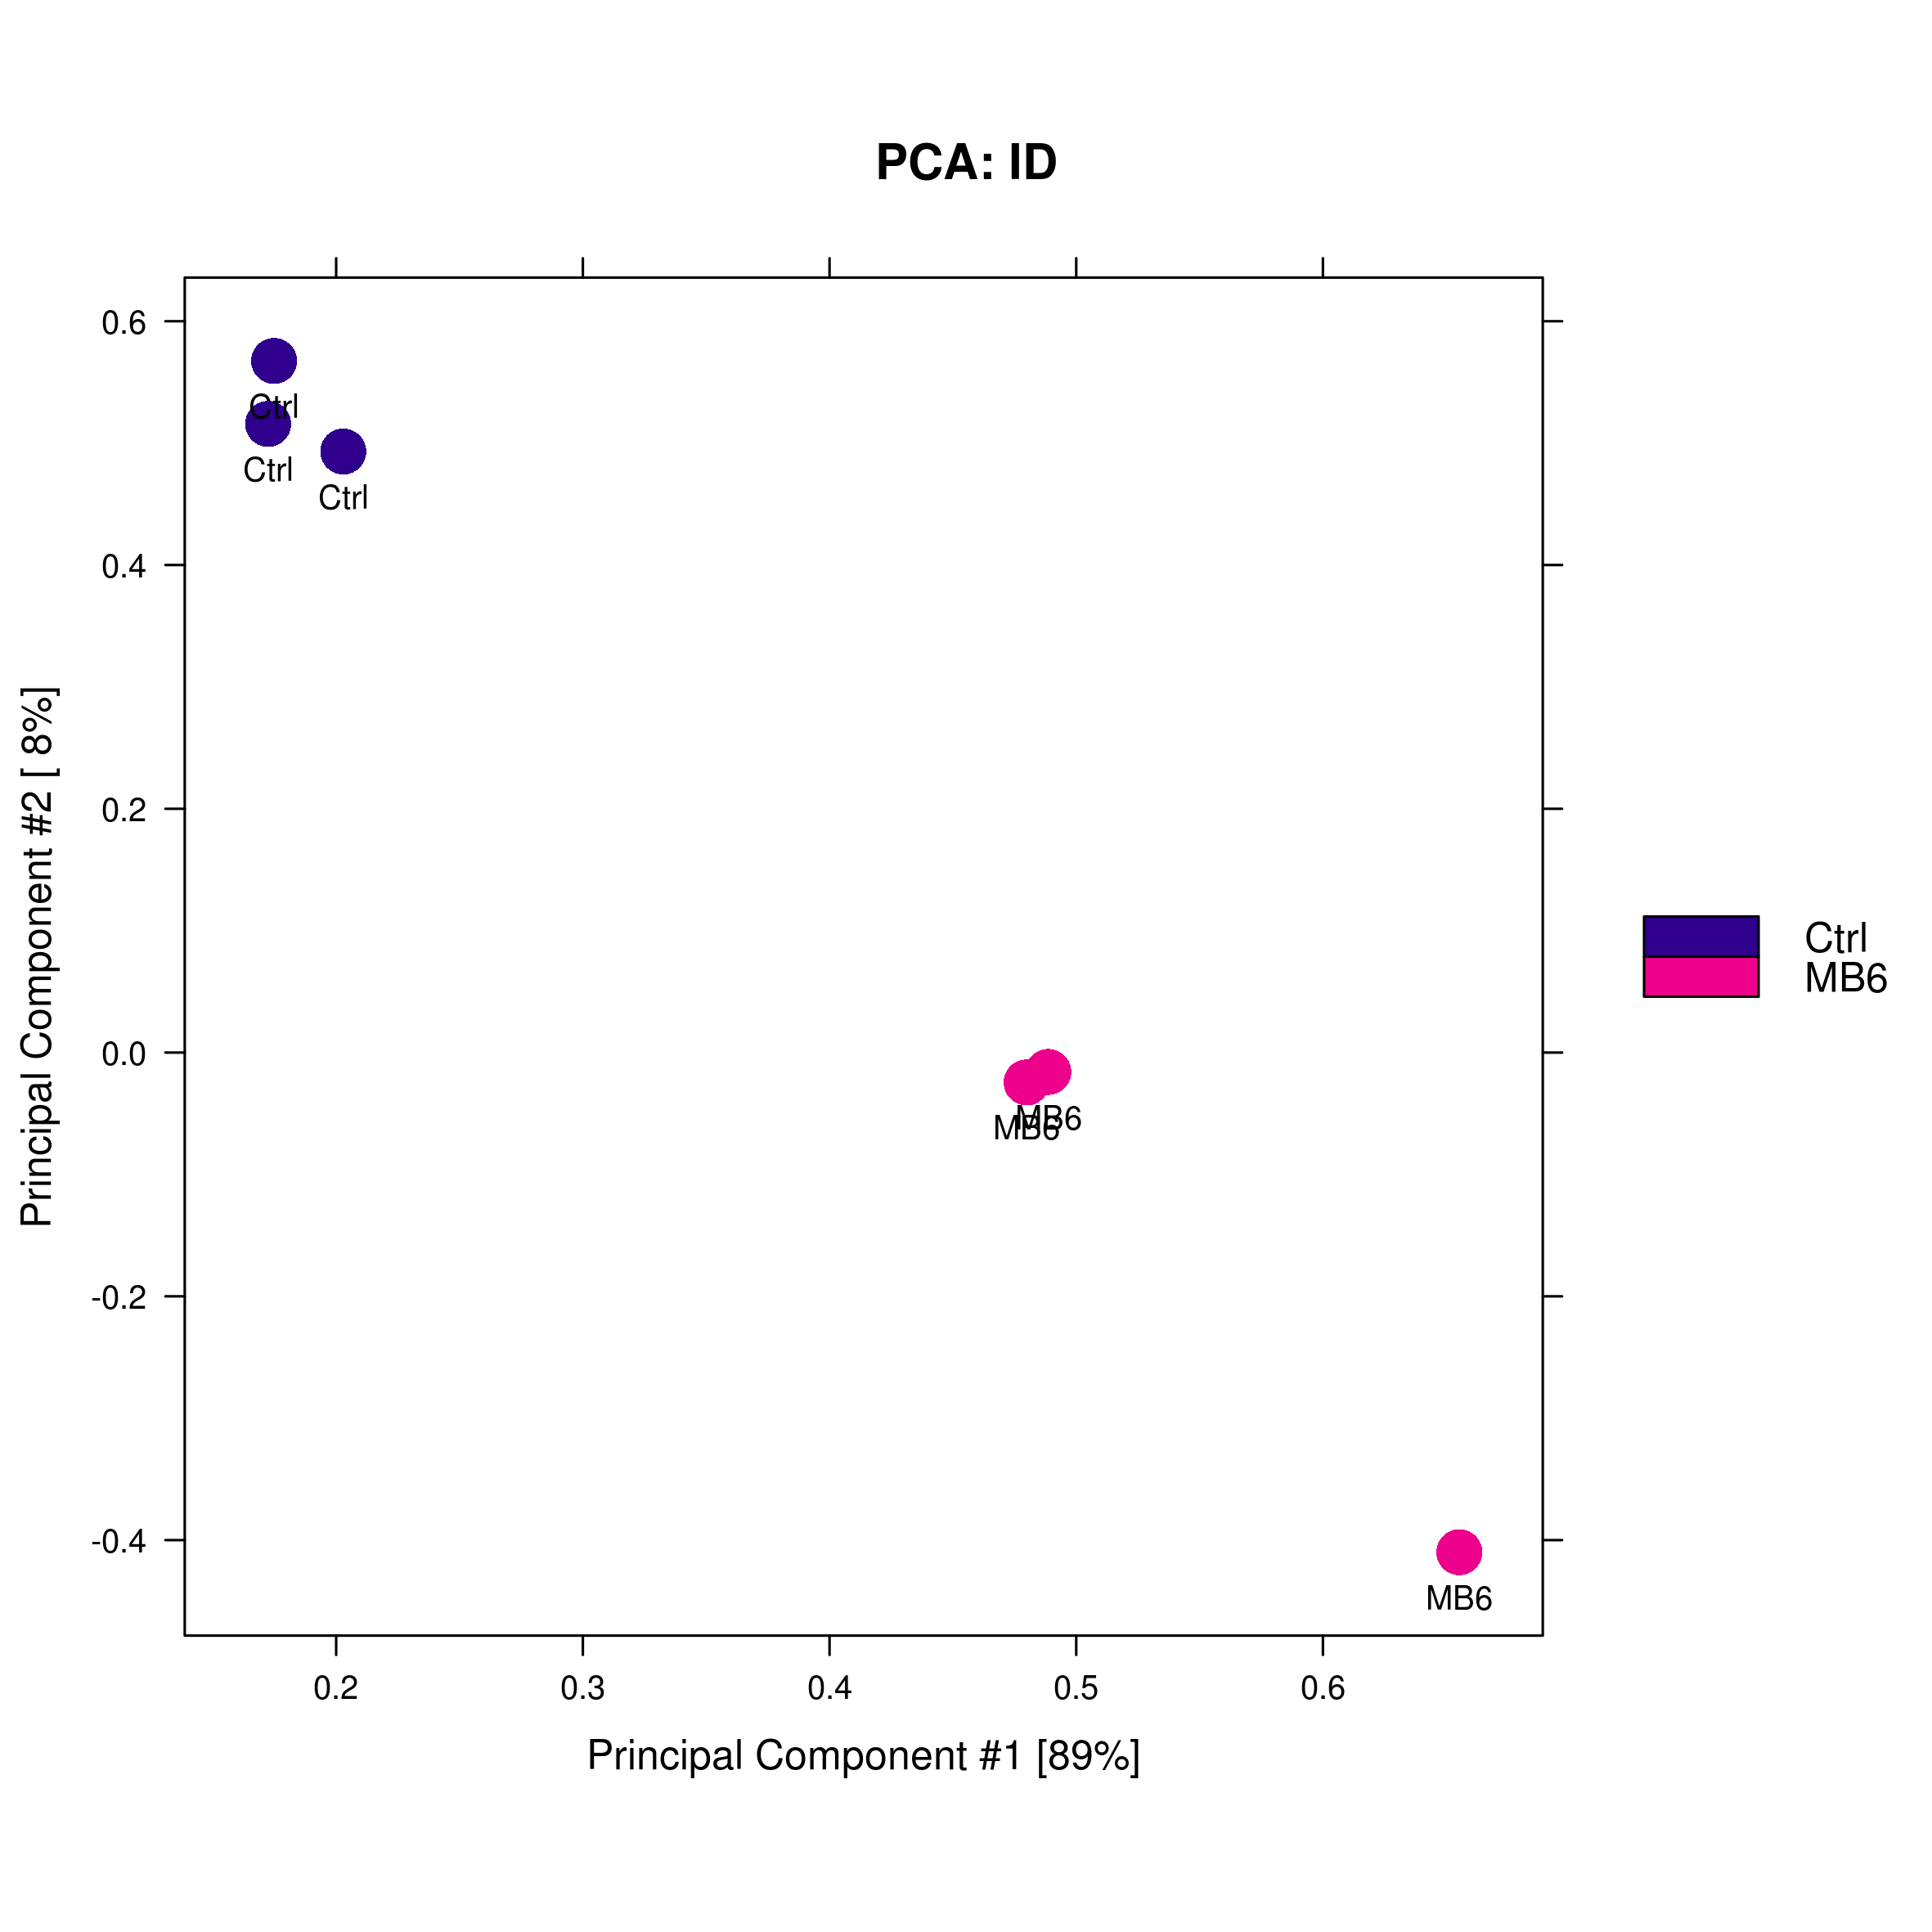 PCA: ID
0.6
0.4
0.2
0.0
-0.2
-0.4
Principal Component #2 [ 8%]
Ctrl
Ctrl
Ctrl
MB6
MB6
MB6
0.2
0.3
0.4
0.5
0.6
Principal Component #1 [89%]
Ctrl
MB6